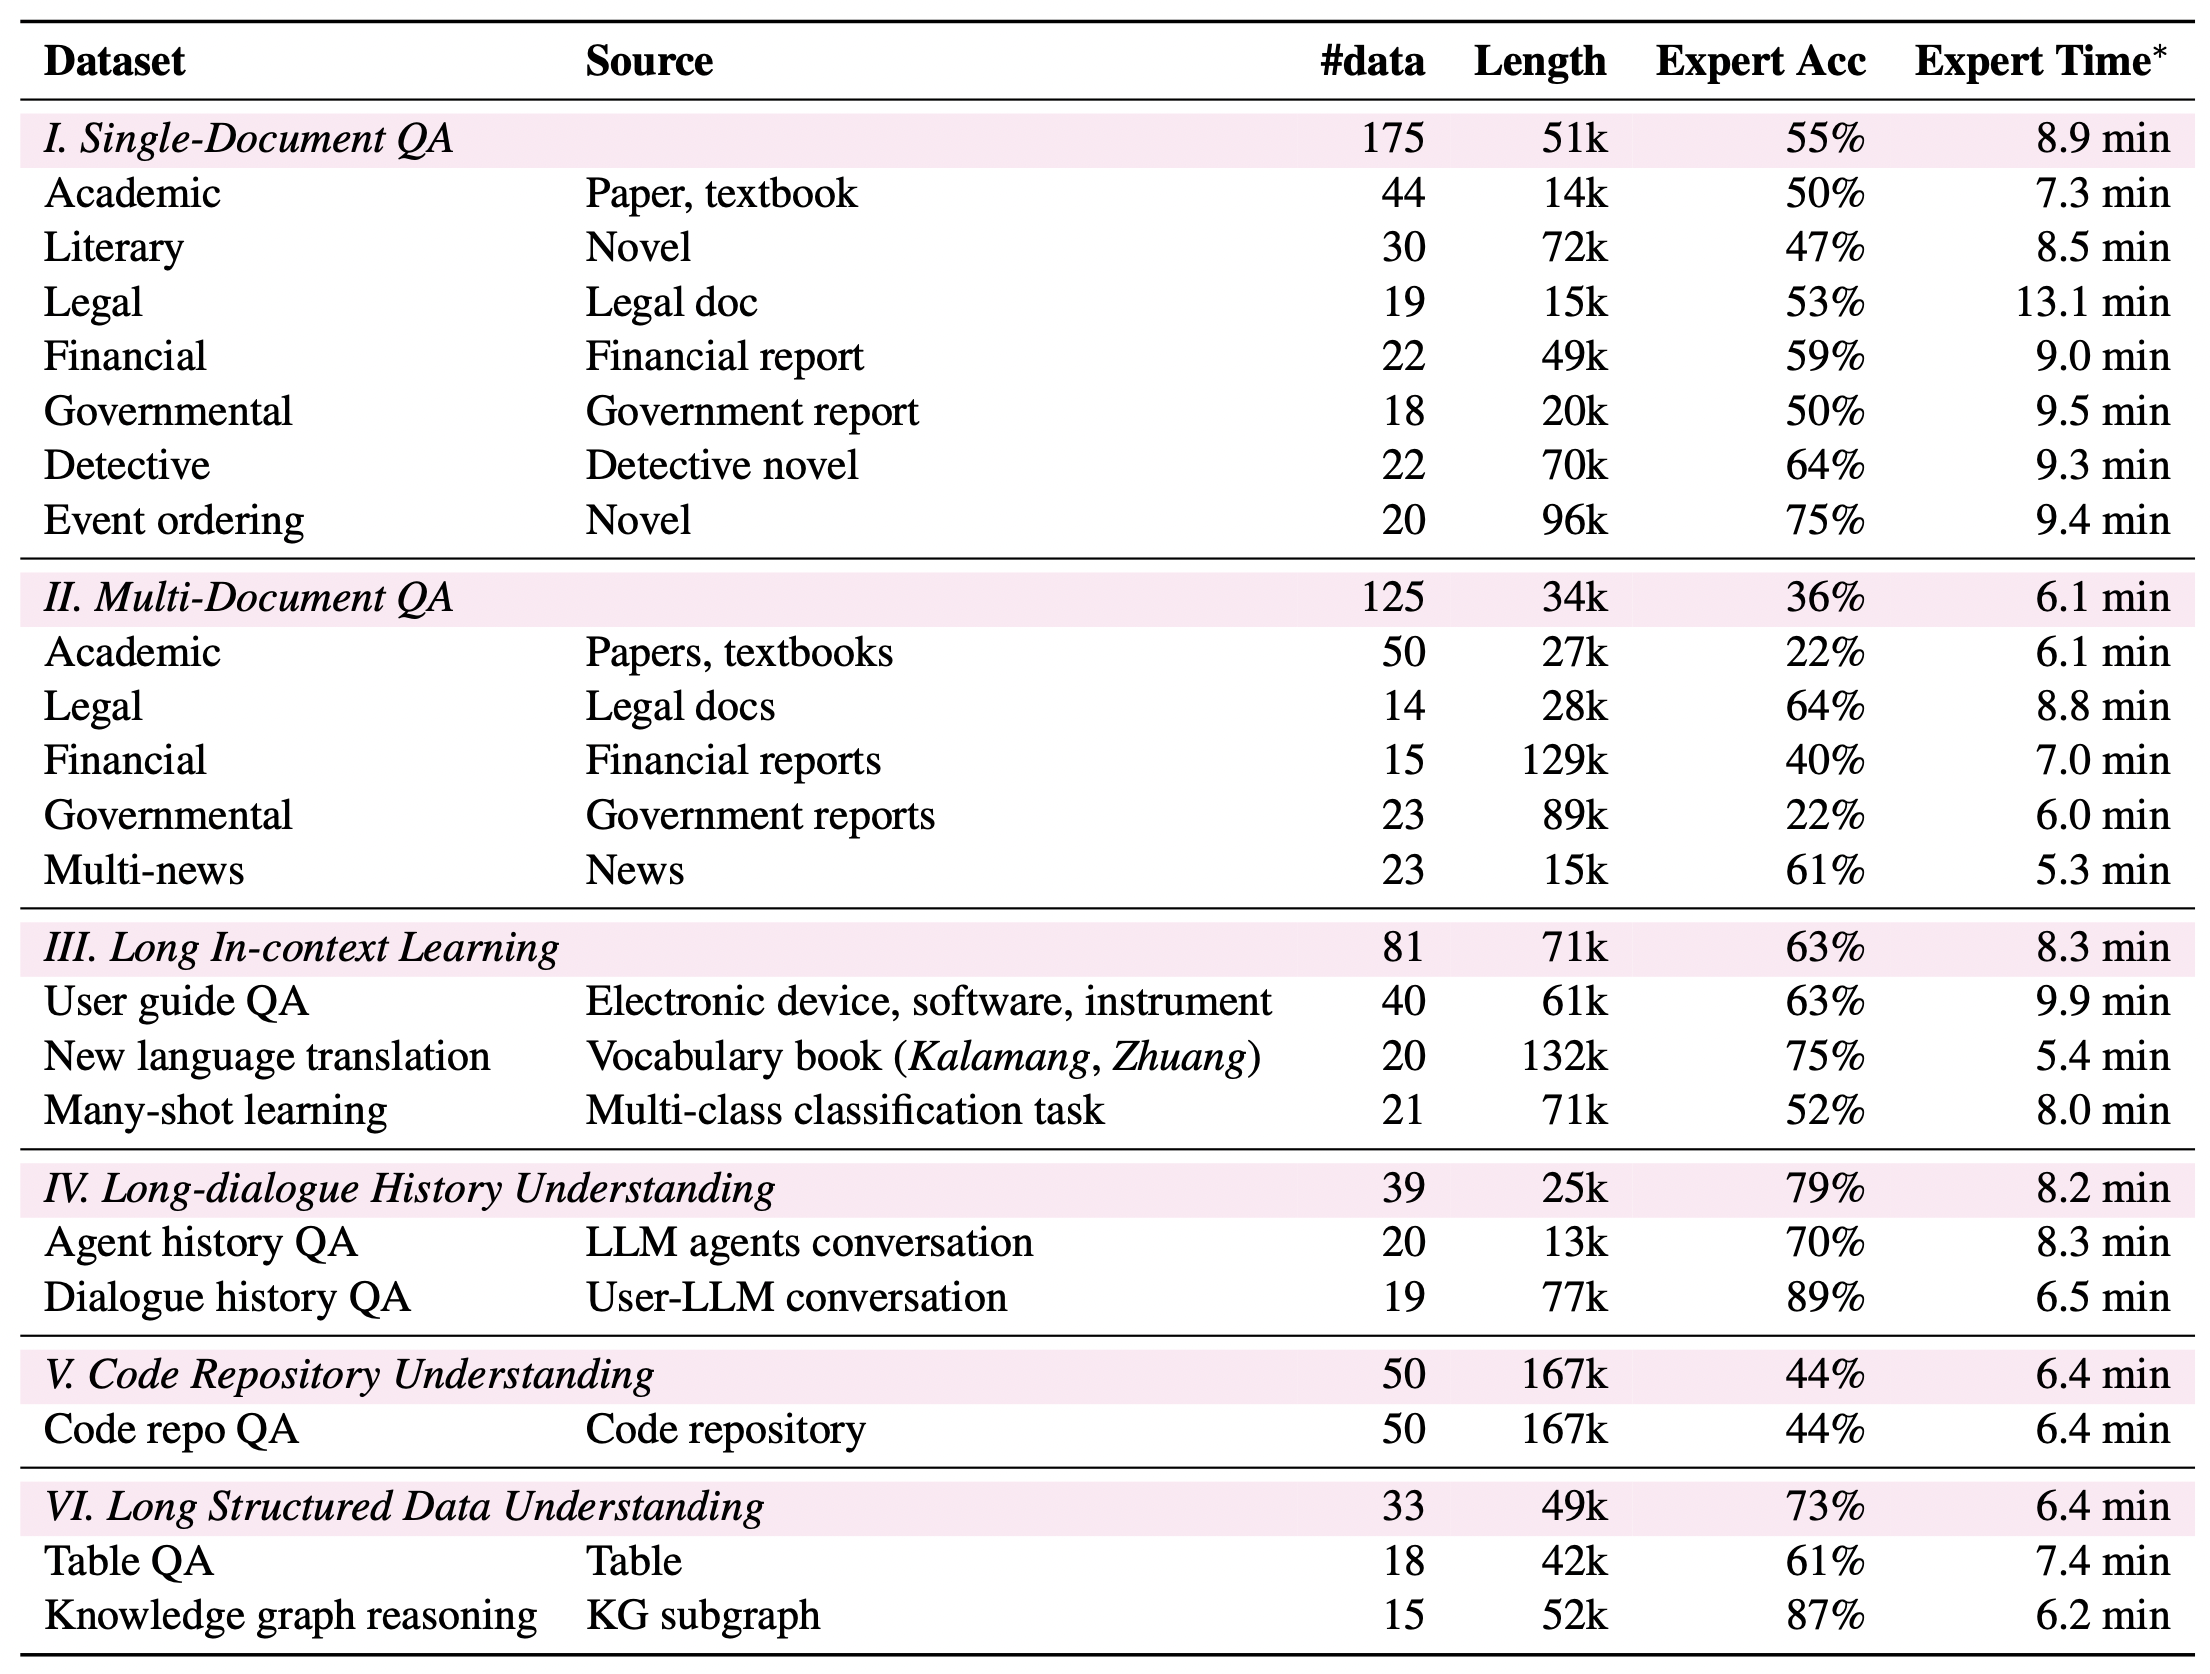 Dataset Source #data Length Expert Acc Expert Time*
I. Single-Document QA 175 51k 55% 8.9 min
Academic Paper, textbook 44 14k 50% 7.3 min
Literary Novel 30 72k 47% 8.5 min
Legal Legal doc 19 15k 53% 13.1 min
Financial Financial report 22 49k 59% 9.0 min
Governmental Government report 18 20k 50% 9.5 min
Detective Detective novel 22 70k 64% 9.3 min
Event ordering Novel 20 96k 75% 9.4 min
II. Multi-Document QA 125 34k 36% 6.1 min
Academic Papers, textbooks 50 27k 22% 6.1 min
Legal Legal docs 14 28k 64% 8.8 min
Financial Financial reports 15 129k 40% 7.0 min
Governmental Government reports 23 89k 22% 6.0 min
Multi-news News 23 15k 61% 5.3 min
III. Long In-context Learning 81 71k 63% 8.3 min
User guide QA Electronic device, software, instrument 40 61k 63% 9.9 min
New language translation Vocabulary book (Kalamang, Zhuang) 20 132k 75% 5.4 min
Many-shot learning Multi-class classification task 21 71k 52% 8.0 min
IV. Long-dialogue History Understanding 39 25k 79% 8.2 min
Agent history QA LLM agents conversation 20 13k 70% 8.3 min
Dialogue history QA User-LLM conversation 19 77k 89% 6.5 min
V. Code Repository Understanding 50 167k 44% 6.4 min
Code repo QA Code repository 50 167k 44% 6.4 min
VI. Long Structured Data Understanding 33 49k 73% 6.4 min
Table QA Table 18 42k 61% 7.4 min
Knowledge graph reasoning KG subgraph 15 52k 87% 6.2 min